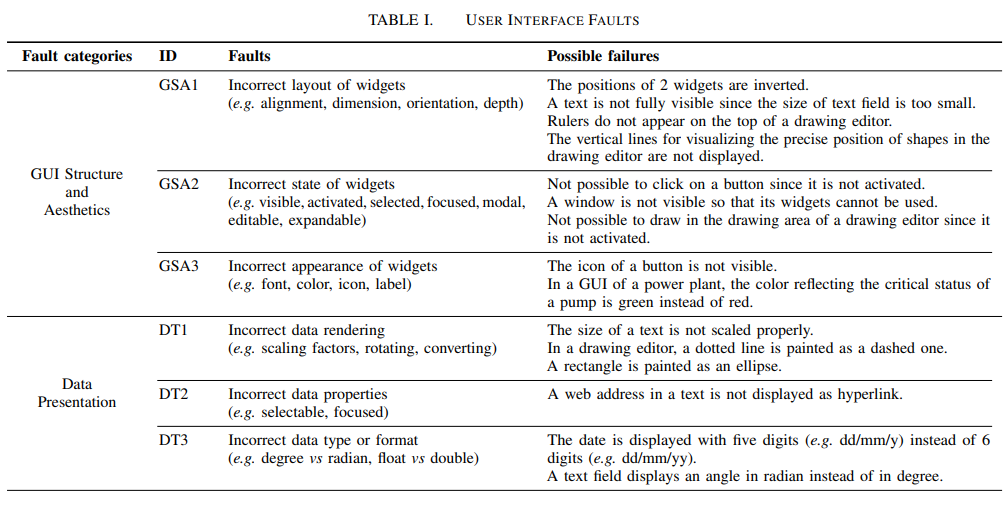 TABLE I. USER INTERFACE FAULTS
Fault categories ID Faults Possible failures
GUI Structure
and
Aesthetics
GSA1 Incorrect layout of widgets
(e.g. alignment, dimension, orientation, depth)
The positions of 2 widgets are inverted.
A text is not fully visible since the size of text field is too small.
Rulers do not appear on the top of a drawing editor.
The vertical lines for visualizing the precise position of shapes in the
drawing editor are not displayed.
GSA2 Incorrect state of widgets
(e.g. visible, activated, selected, focused, modal,
editable, expandable)
Not possible to click on a button since it is not activated.
A window is not visible so that its widgets cannot be used.
Not possible to draw in the drawing area of a drawing editor since it
is not activated.
GSA3 Incorrect appearance of widgets
(e.g. font, color, icon, label)
The icon of a button is not visible.
In a GUI of a power plant, the color reflecting the critical status of
a pump is green instead of red.
Data
Presentation
DT1 Incorrect data rendering
(e.g. scaling factors, rotating, converting)
The size of a text is not scaled properly.
In a drawing editor, a dotted line is painted as a dashed one.
A rectangle is painted as an ellipse.
DT2 Incorrect data properties
(e.g. selectable, focused)
A web address in a text is not displayed as hyperlink.
DT3 Incorrect data type or format
(e.g. degree vs radian, float vs double)
The date is displayed with five digits (e.g. dd/mm/y) instead of 6
digits (e.g. dd/mm/yy).
A text field displays an angle in radian instead of in degree.